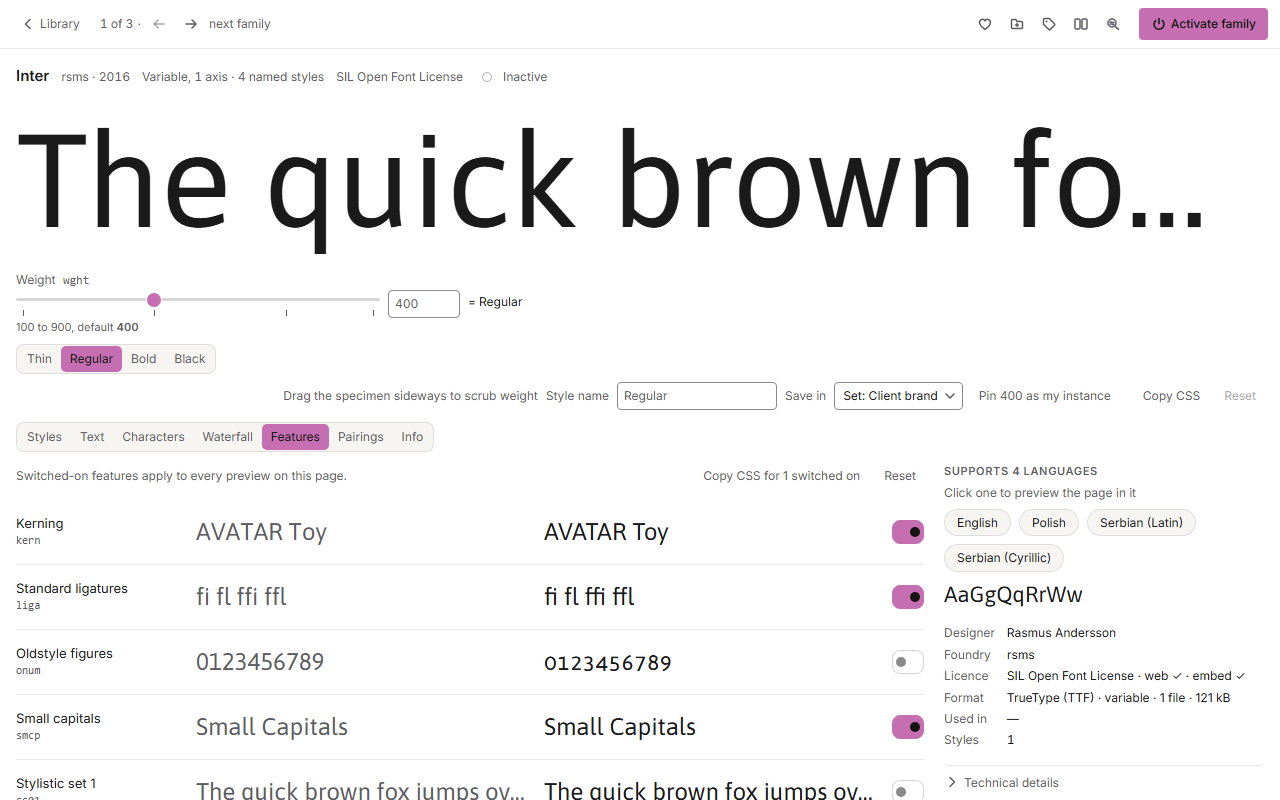 Library 1 of 3 · next family Activate family
Inter rsms · 2016 Variable, 1 axis · 4 named styles SIL Open Font License Inactive
The quick brown fo...
Weight wght
400 = Regular
100 to 900, default 400
Thin Regular Bold Black
Drag the specimen sideways to scrub weight Style name Regular Save in Set: Client brand Pin 400 as my instance Copy CSS Reset
Styles Text Characters Waterfall Features Pairings Info
Switched-on features apply to every preview on this page. Copy CSS for 1 switched on Reset
Kerning AVATAR Toy AVATAR Toy
kern
Standard ligatures fi fl ffi ffl fi fl ffi ffl
liga
Oldstyle figures 0123456789 0123456789
onum
Small capitals Small Capitals Small Capitals
smcp
Stylistic set 1 The quick brown fox jumps ov... The quick brown fox jumps ov...
SUPPORTS 4 LANGUAGES
Click one to preview the page in it
English Polish Serbian (Latin)
Serbian (Cyrillic)
AaGgQqRrWw
Designer Rasmus Andersson
Foundry rsms
Licence SIL Open Font License · web ✓ · embed ✓
Format TrueType (TTF) · variable · 1 file · 121 kB
Used in —
Styles 1
Technical details